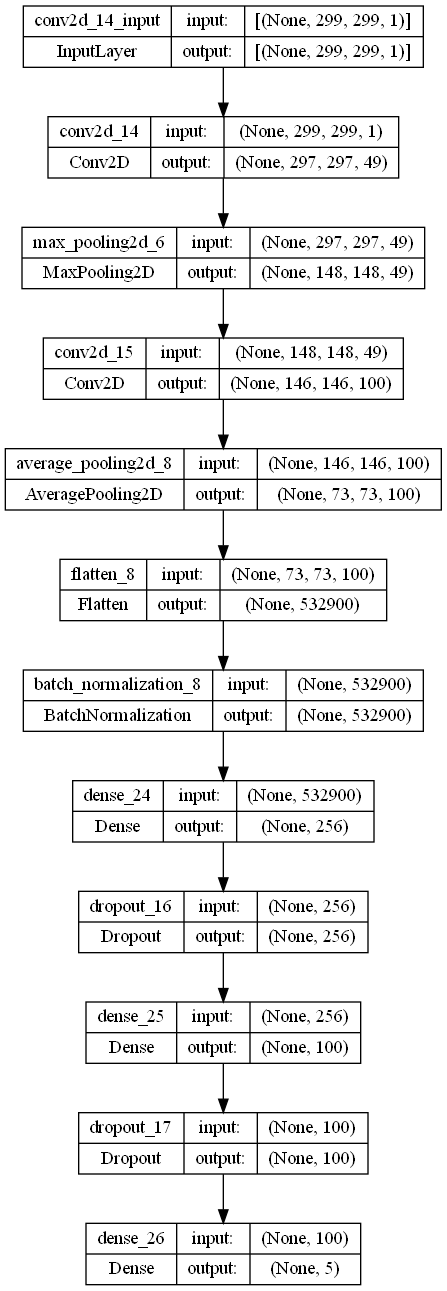 conv2d_14_input input: [(None, 299, 299, 1)]
InputLayer output: [(None, 299, 299, 1)]
conv2d_14 input: (None, 299, 299, 1)
Conv2D output: (None, 297, 297, 49)
max_pooling2d_6 input: (None, 297, 297, 49)
MaxPooling2D output: (None, 148, 148, 49)
conv2d_15 input: (None, 148, 148, 49)
Conv2D output: (None, 146, 146, 100)
average_pooling2d_8 input: (None, 146, 146, 100)
AveragePooling2D output: (None, 73, 73, 100)
flatten_8 input: (None, 73, 73, 100)
Flatten output: (None, 532900)
batch_normalization_8 input: (None, 532900)
BatchNormalization output: (None, 532900)
dense_24 input: (None, 532900)
Dense output: (None, 256)
dropout_16 input: (None, 256)
Dropout output: (None, 256)
dense_25 input: (None, 256)
Dense output: (None, 100)
dropout_17 input: (None, 100)
Dropout output: (None, 100)
dense_26 input: (None, 100)
Dense output: (None, 5)